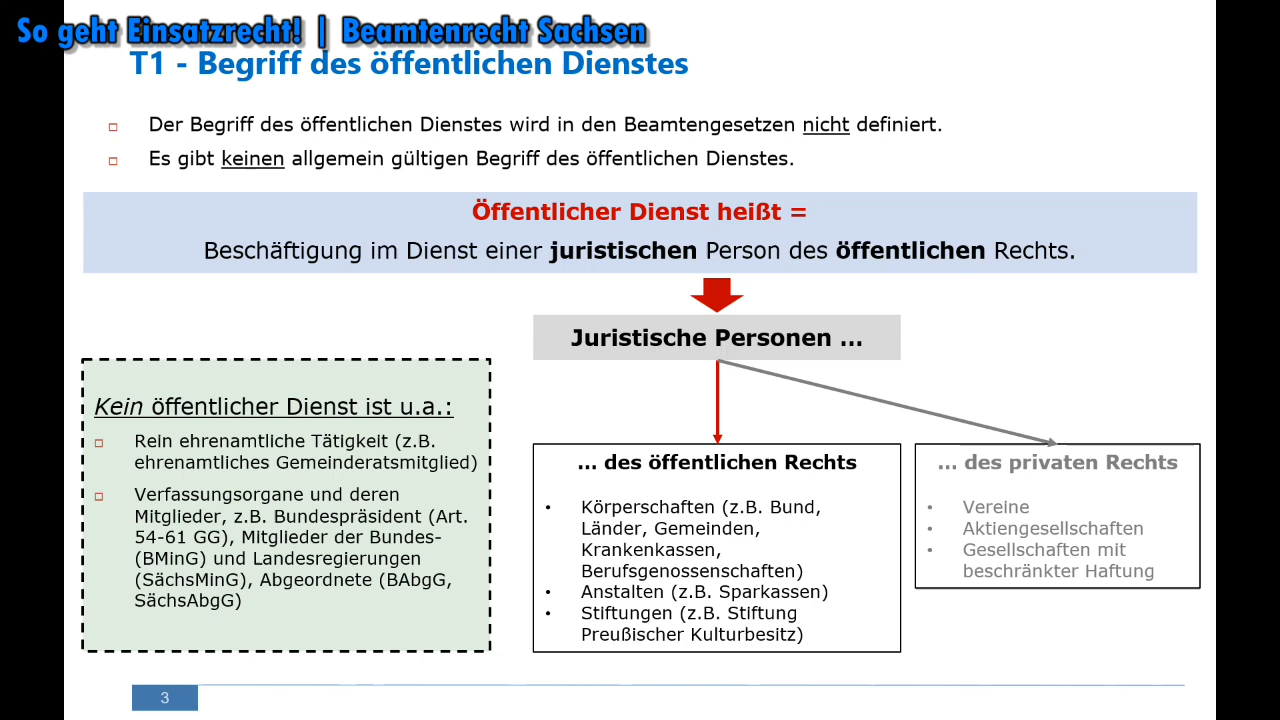 So geht Einsatzrecht! | Beamtenrecht Sachsen
T1 - Begriff des öffentlichen Dienstes
Der Begriff des öffentlichen Dienstes wird in den Beamtengesetzen nicht definiert.
Es gibt keinen allgemein gültigen Begriff des öffentlichen Dienstes.
Öffentlicher Dienst heißt =
Beschäftigung im Dienst einer juristischen Person des öffentlichen Rechts.
Juristische Personen ...
Kein öffentlicher Dienst ist u.a.:
Rein ehrenamtliche Tätigkeit (z.B.
ehrenamtliches Gemeinderatsmitglied)
Verfassungsorgane und deren
Mitglieder, z.B. Bundespräsident (Art.
54-61 GG), Mitglieder der Bundes-
(BMinG) und Landesregierungen
(SächsMinG), Abgeordnete (BAbgG,
SächsAbgG)
... des öffentlichen Rechts
• Körperschaften (z.B. Bund,
Länder, Gemeinden,
Krankenkassen,
Berufsgenossenschaften)
• Anstalten (z.B. Sparkassen)
• Stiftungen (z.B. Stiftung
Preußischer Kulturbesitz)
... des privaten Rechts
• Vereine
• Aktiengesellschaften
• Gesellschaften mit
beschränkter Haftung
3